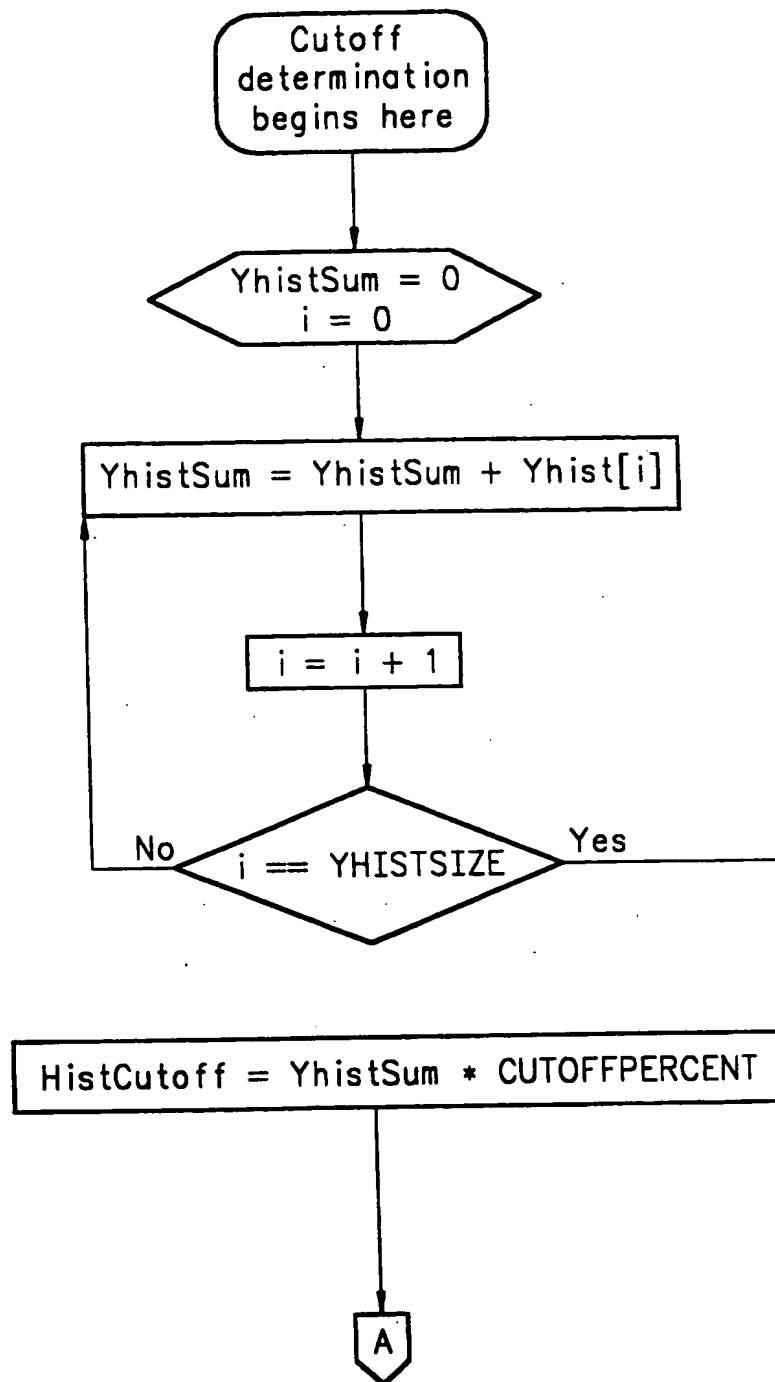 Cutoff
determination
begins here
YhistSum = 0
i = 0
YhistSum = YhistSum + Yhist[i]
i = i + 1
No
i == YHISTSIZE
Yes
HistCutoff = YhistSum * CUTOFFPERCENT
A